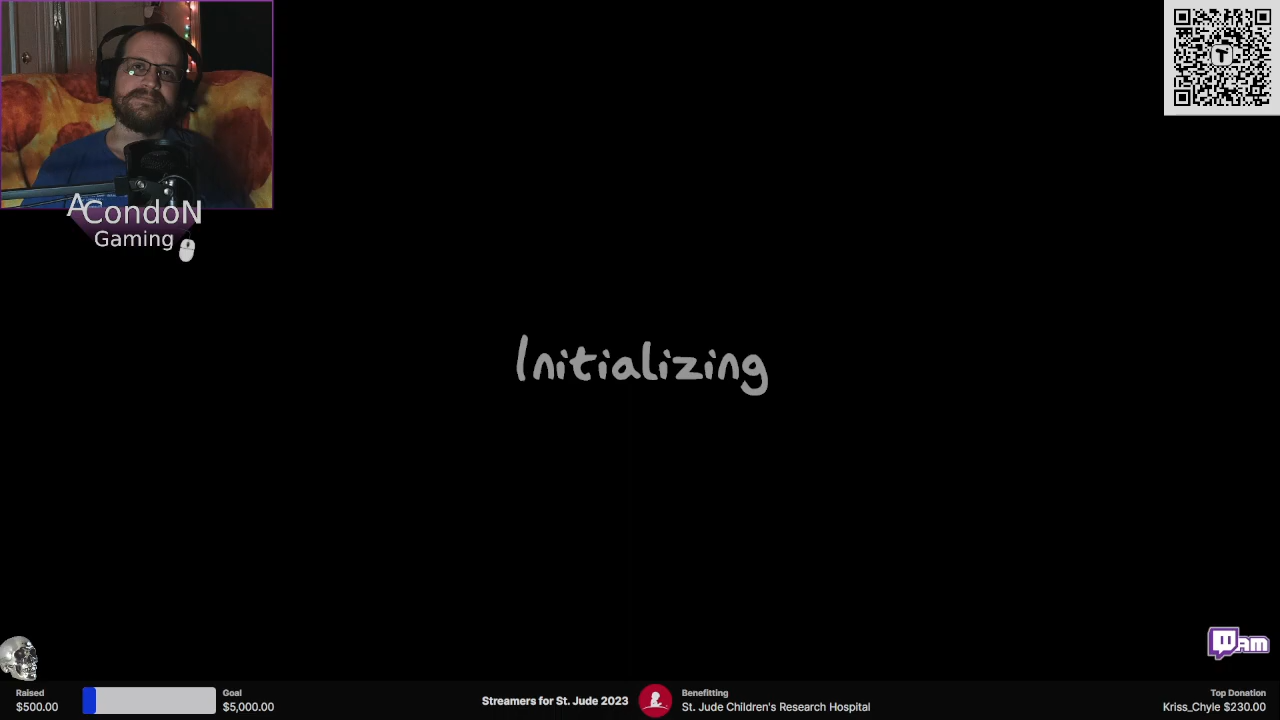 ACondoN
Gaming
Initializing
am
Raised
$500.00
Goal
$5,000.00
Streamers for St. Jude 2023
Benefitting
St. Jude Children's Research Hospital
Top Donation
Kriss_Chyle $230.00